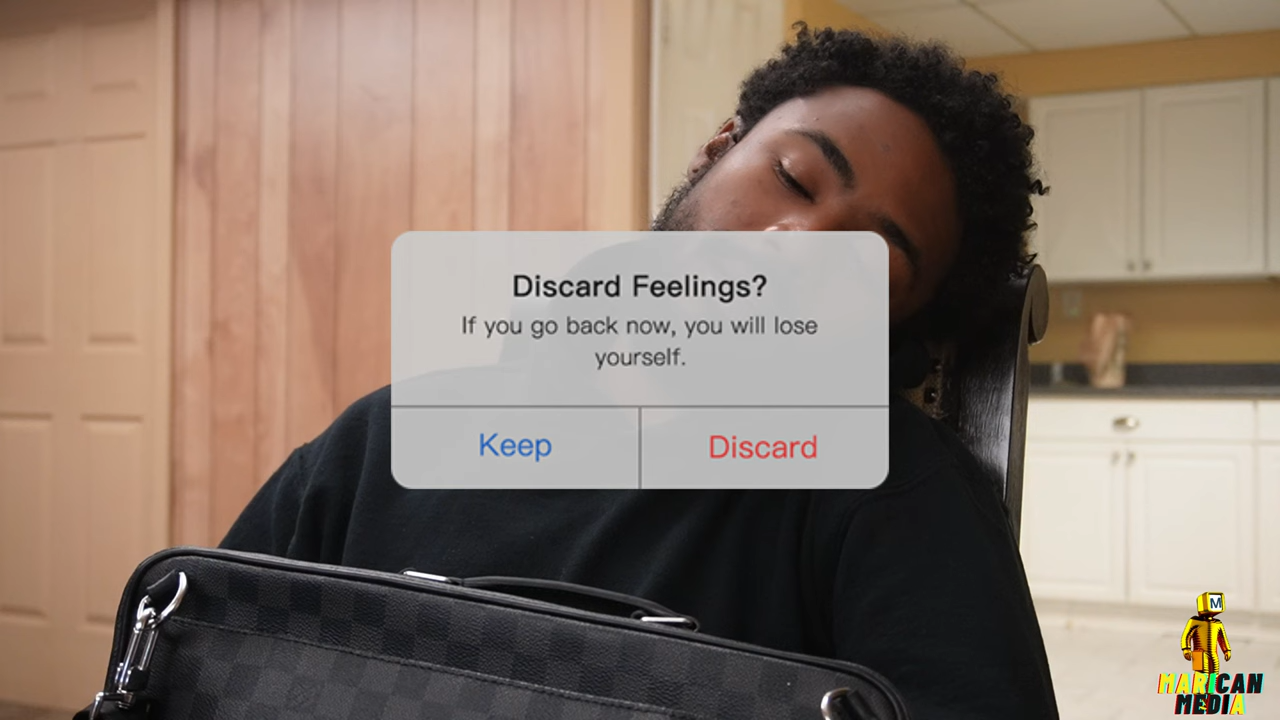 Discard Feelings?
If you go back now, you will lose
yourself.
Keep
Discard
M
MARICAN
MEDIA